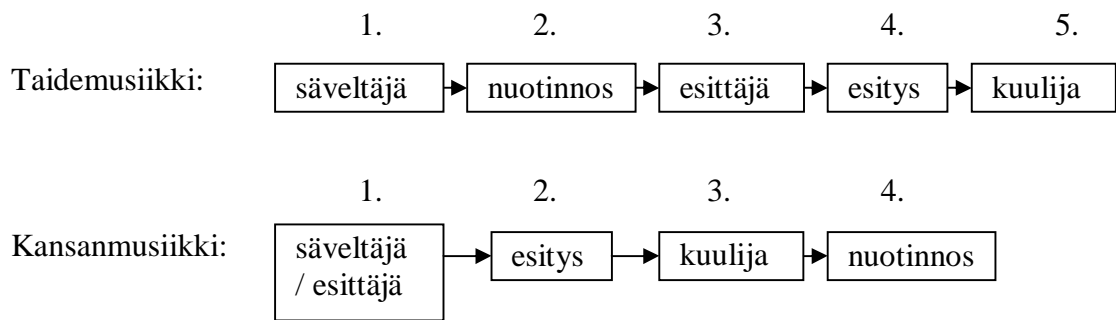 1. 2. 3. 4. 5.
Taidemusiikki: säveltäjä nuotinnos esittäjä esitys kuulija
1. 2. 3. 4.
Kansanmusiikki: säveltäjä esitys kuulija nuotinnos
/ esittäjä